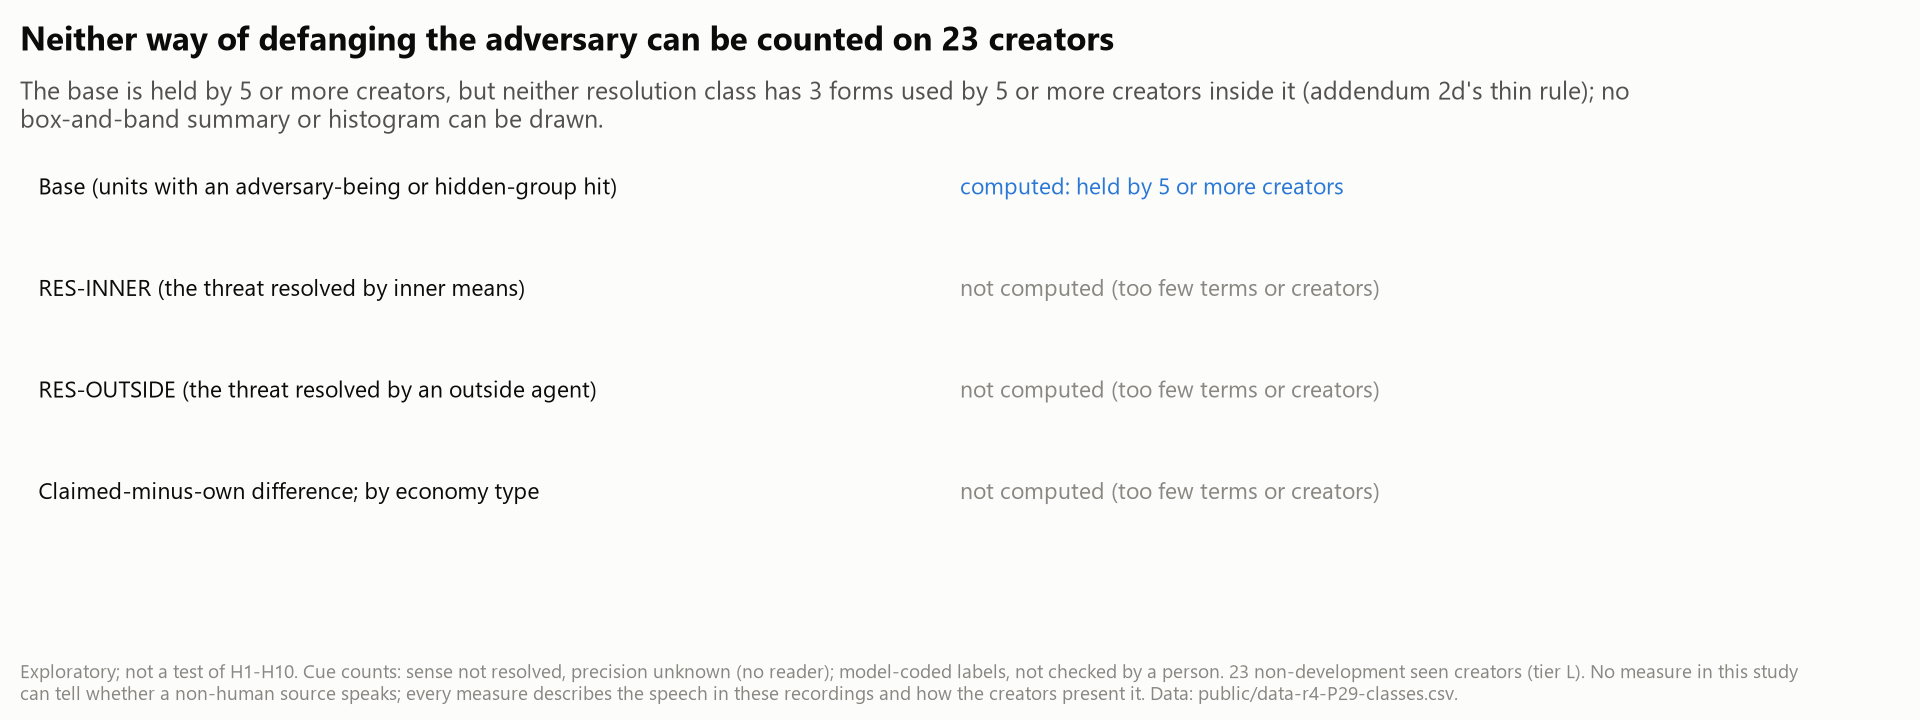 Neither way of defanging the adversary can be counted on 23 creators
The base is held by 5 or more creators, but neither resolution class has 3 forms used by 5 or more creators inside it (addendum 2d's thin rule); no
box-and-band summary or histogram can be drawn.
Base (units with an adversary-being or hidden-group hit)
computed: held by 5 or more creators
RES-INNER (the threat resolved by inner means)
not computed (too few terms or creators)
RES-OUTSIDE (the threat resolved by an outside agent)
not computed (too few terms or creators)
Claimed-minus-own difference; by economy type
not computed (too few terms or creators)
Exploratory; not a test of H1-H10. Cue counts: sense not resolved, precision unknown (no reader); model-coded labels, not checked by a person. 23 non-development seen creators (tier L). No measure in this study
can tell whether a non-human source speaks; every measure describes the speech in these recordings and how the creators present it. Data: public/data-r4-P29-classes.csv.